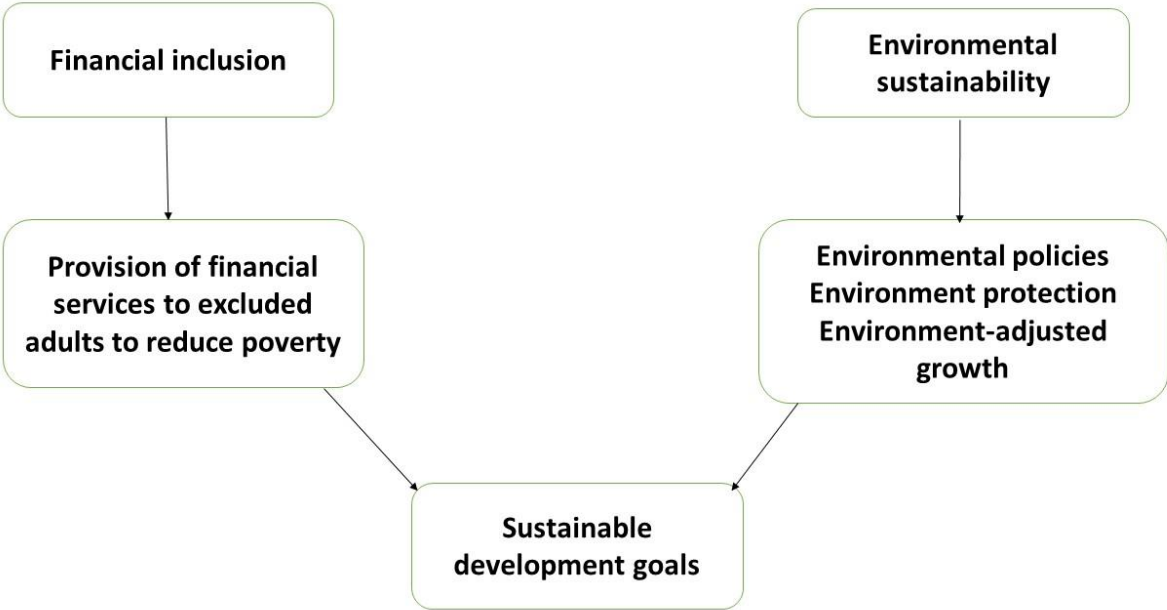 Financial inclusion
Environmental
sustainability
Provision of financial
services to excluded
adults to reduce poverty
Environmental policies
Environment protection
Environment-adjusted
growth
Sustainable
development goals